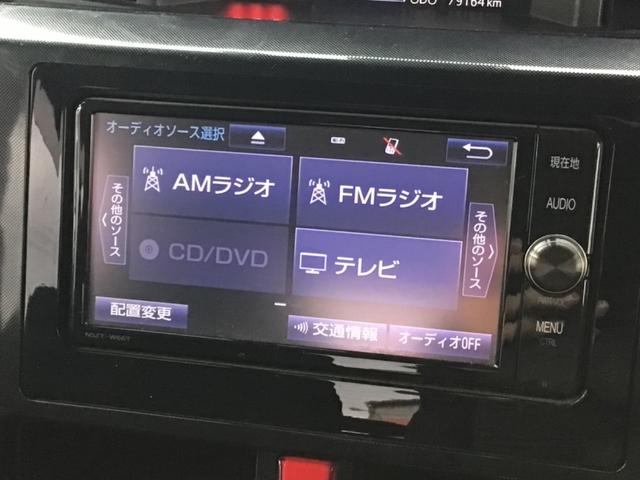 ODO 79164 km
オーディオソース選択
現在地
AMラジオ
FMラジオ
AUDIO
その他のソース
その他のソース
CD/DVD
テレビ
配置変更
交通情報
オーディオOFF
MENU
CTRL